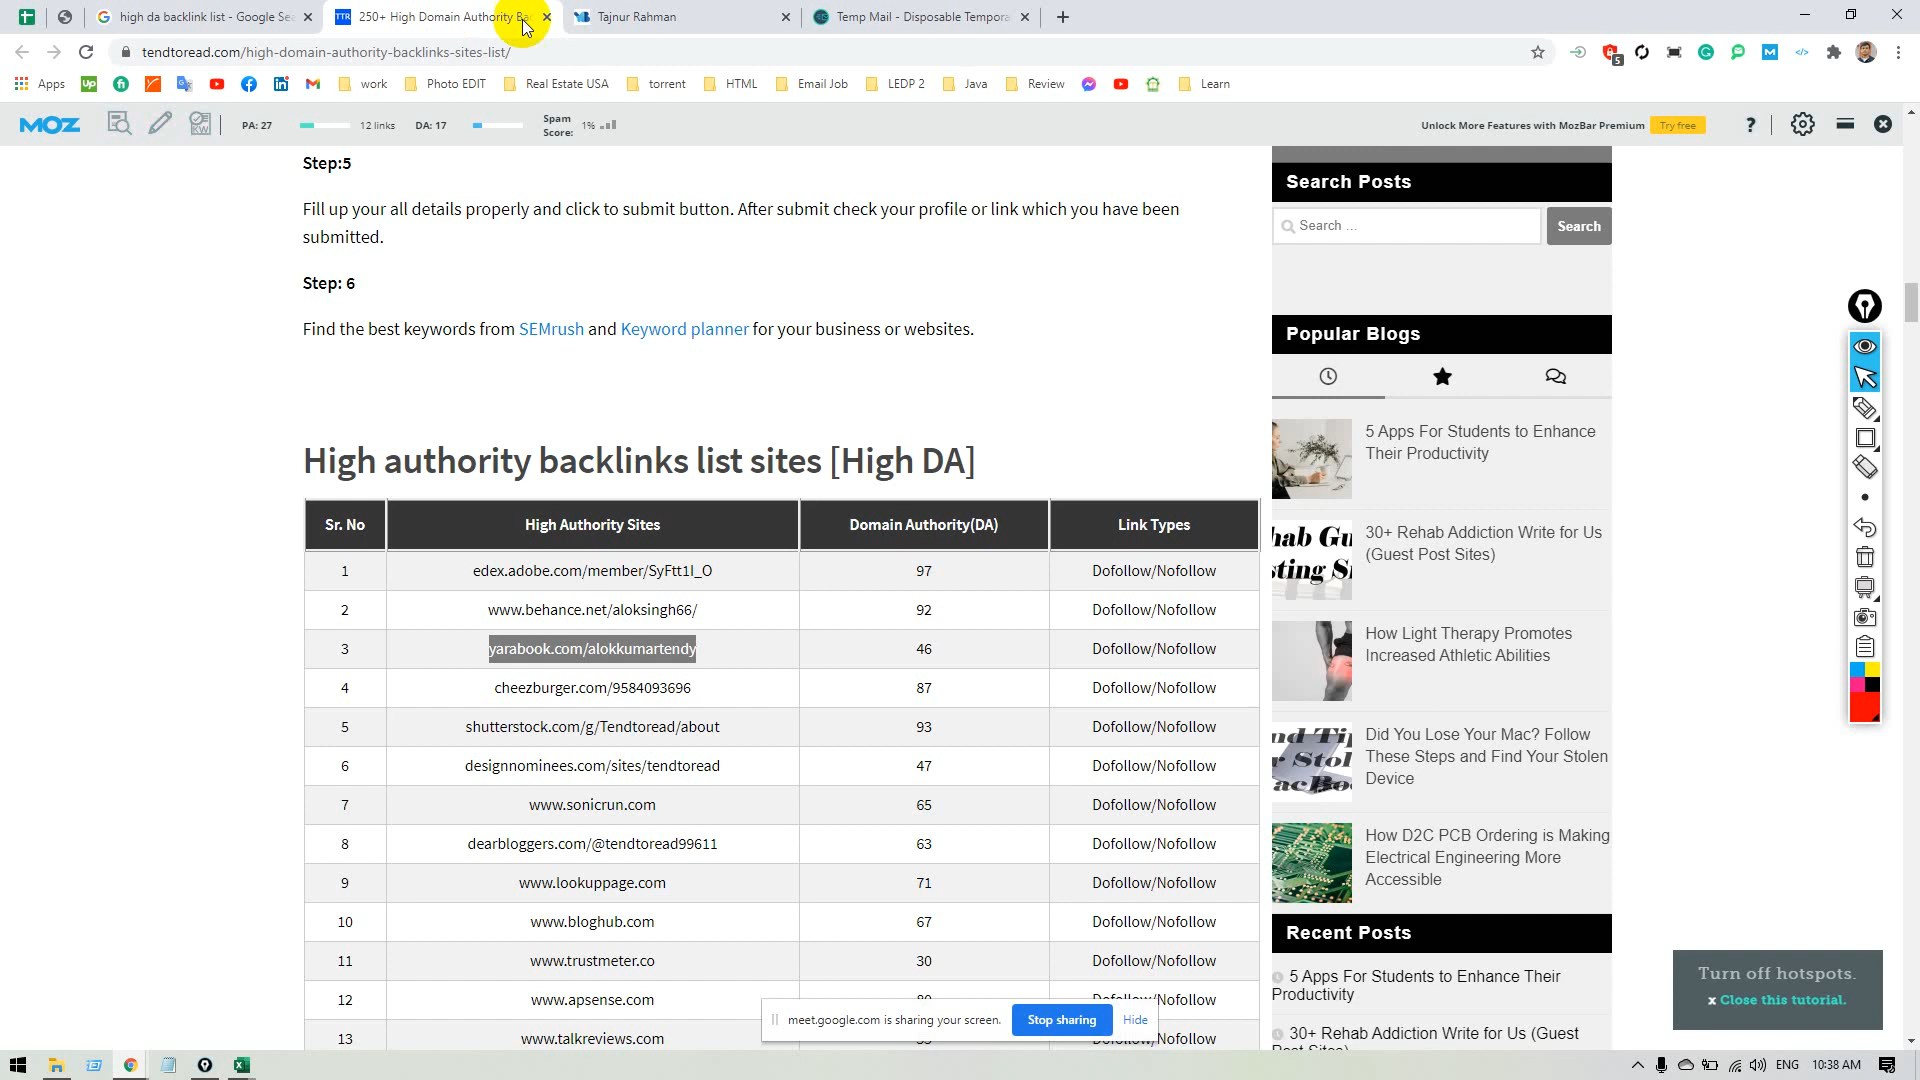 high da backlink list - Google Se
250+ High Domain Authority Ba
Tajnur Rahman
Temp Mail - Disposable Tempora
tendtoread.com/high-domain-authority-backlinks-sites-list/
5
Apps
Up
work
Photo EDIT
Real Estate USA
torrent
HTML
Email Job
LEDP 2
Java
Review
Learn
MOZ
PA: 27
12 links
DA: 17
Spam
Score:
1%
Unlock More Features with MozBar Premium
Try free
Step:5
Fill up your all details properly and click to submit button. After submit check your profile or link which you have been
submitted.
Step: 6
Find the best keywords from SEMrush and Keyword planner for your business or websites.
High authority backlinks list sites [High DA]
Sr. No High Authority Sites Domain Authority(DA) Link Types
1 edex.adobe.com/member/SyFtt1I_O 97 Dofollow/Nofollow
2 www.behance.net/aloksingh66/ 92 Dofollow/Nofollow
3 yarabook.com/alokkumartendy 46 Dofollow/Nofollow
4 cheezburger.com/9584093696 87 Dofollow/Nofollow
5 shutterstock.com/g/Tendtoread/about 93 Dofollow/Nofollow
6 designnominees.com/sites/tendtoread 47 Dofollow/Nofollow
7 www.sonicrun.com 65 Dofollow/Nofollow
8 dearbloggers.com/@tendtoread99611 63 Dofollow/Nofollow
9 www.lookuppage.com 71 Dofollow/Nofollow
10 www.bloghub.com 67 Dofollow/Nofollow
11 www.trustmeter.co 30 Dofollow/Nofollow
12 www.apsense.com Dofollow/Nofollow
13 www.talkreviews.com Dofollow/Nofollow
Search Posts
Search …
Search
Popular Blogs
5 Apps For Students to Enhance
Their Productivity
30+ Rehab Addiction Write for Us
(Guest Post Sites)
How Light Therapy Promotes
Increased Athletic Abilities
Did You Lose Your Mac? Follow
These Steps and Find Your Stolen
Device
How D2C PCB Ordering is Making
Electrical Engineering More
Accessible
Recent Posts
5 Apps For Students to Enhance Their
Productivity
30+ Rehab Addiction Write for Us (Guest
Post Sites)
Turn off hotspots.
x Close this tutorial.
meet.google.com is sharing your screen.
Stop sharing
Hide
ENG
10:38 AM